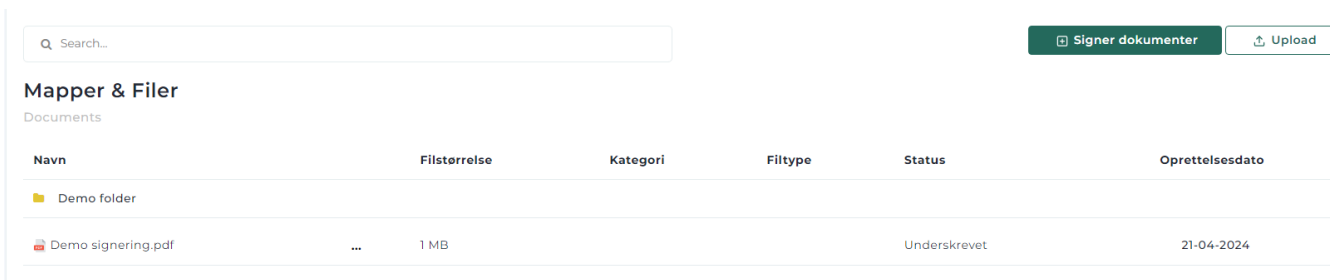 Search...
Signer dokumenter
Upload
Mapper & Filer
Documents
Navn Filstørrelse Kategori Filtype Status Oprettelsesdato
Demo folder
Demo signering.pdf ... 1 MB Underskrevet 21-04-2024